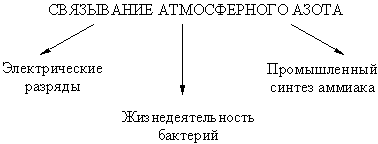 СВЯЗЫВАНИЕ АТМОСФЕРНОГО АЗОТА
Электрические
разряды
Жизнедеятельность
бактерий
Промышленный
синтез аммиака